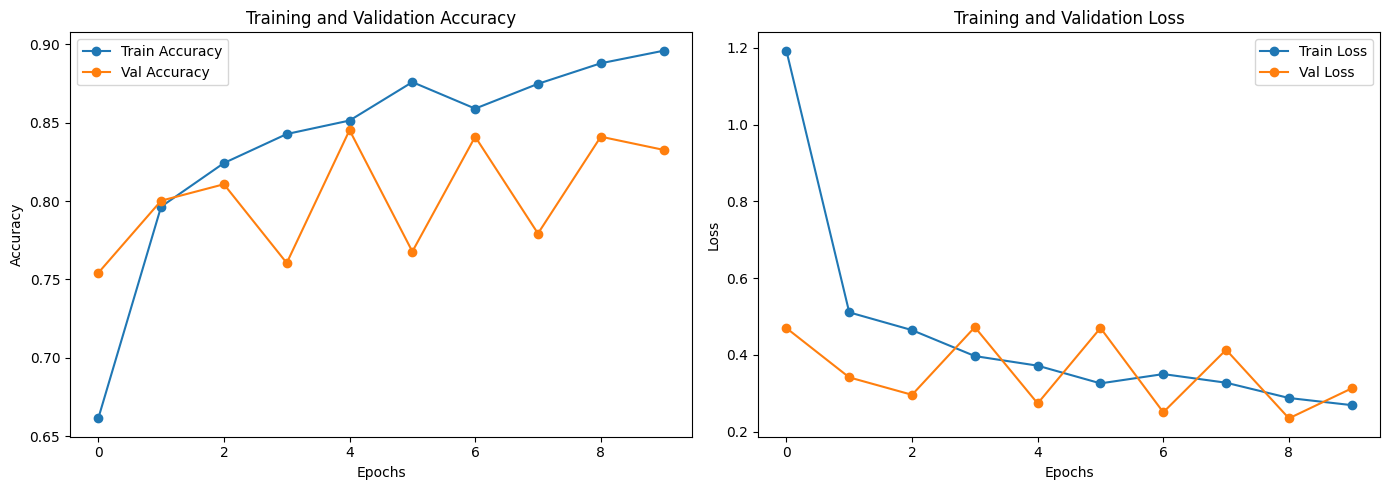 Training and Validation Accuracy
Train Accuracy
Val Accuracy
Accuracy
0.90
0.85
0.80
0.75
0.70
0.65
0 2 4 6 8
Epochs
Training and Validation Loss
Train Loss
Val Loss
Loss
1.2
1.0
0.8
0.6
0.4
0.2
0 2 4 6 8
Epochs